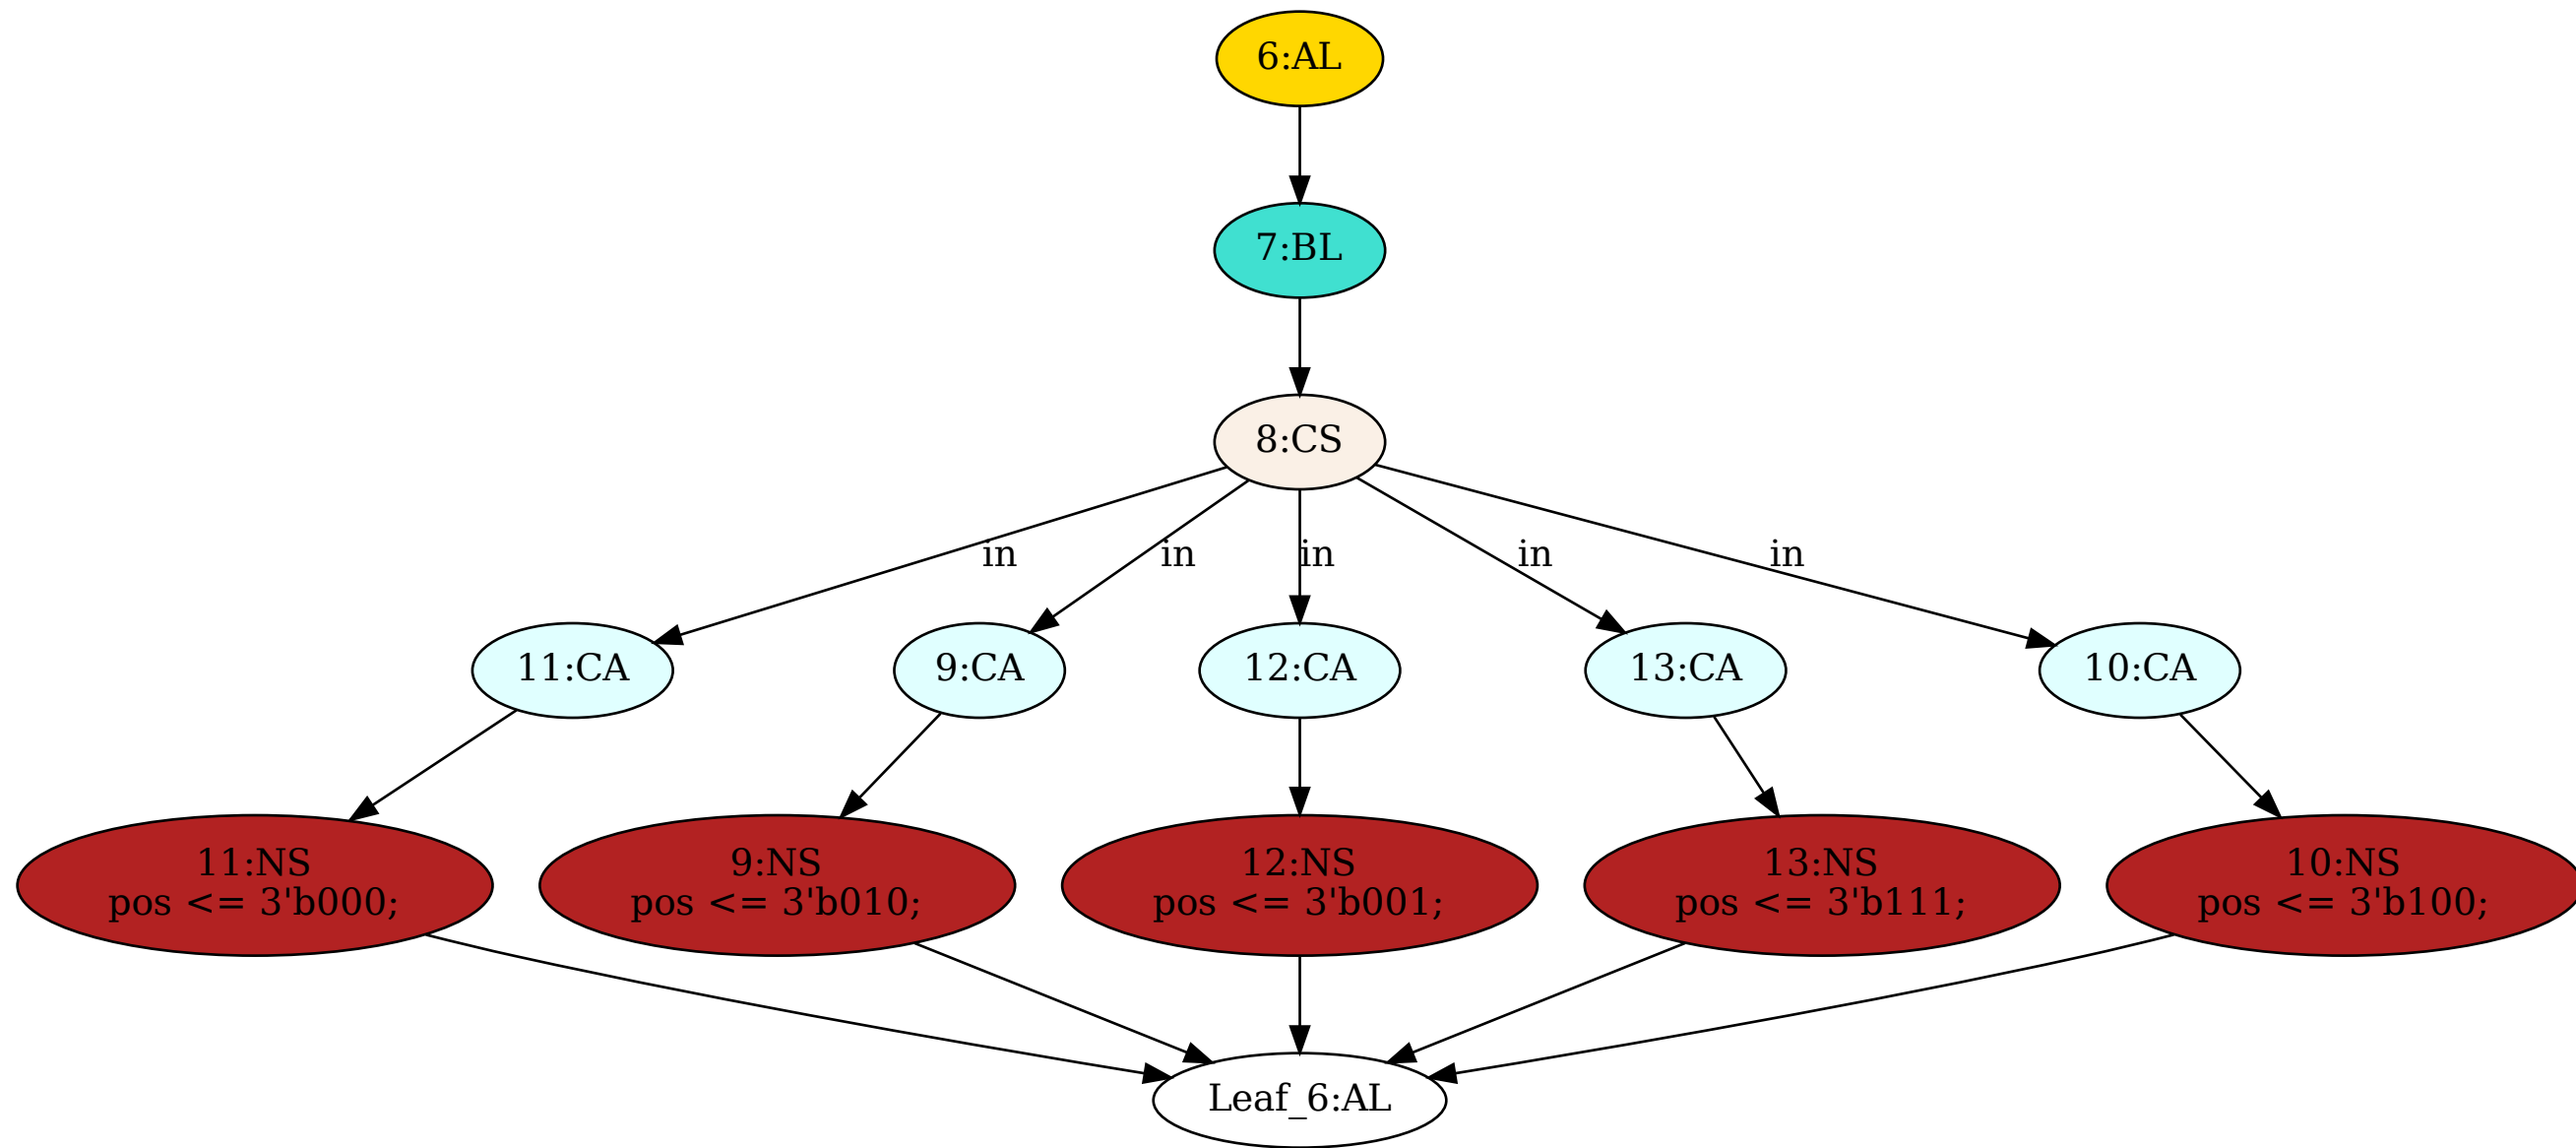 6:AL
7:BL
8:CS
in
in
in
in
in
11:CA
9:CA
12:CA
13:CA
10:CA
11:NS
pos <= 3'b000;
9:NS
pos <= 3'b010;
12:NS
pos <= 3'b001;
13:NS
pos <= 3'b111;
10:NS
pos <= 3'b100;
Leaf_6:AL